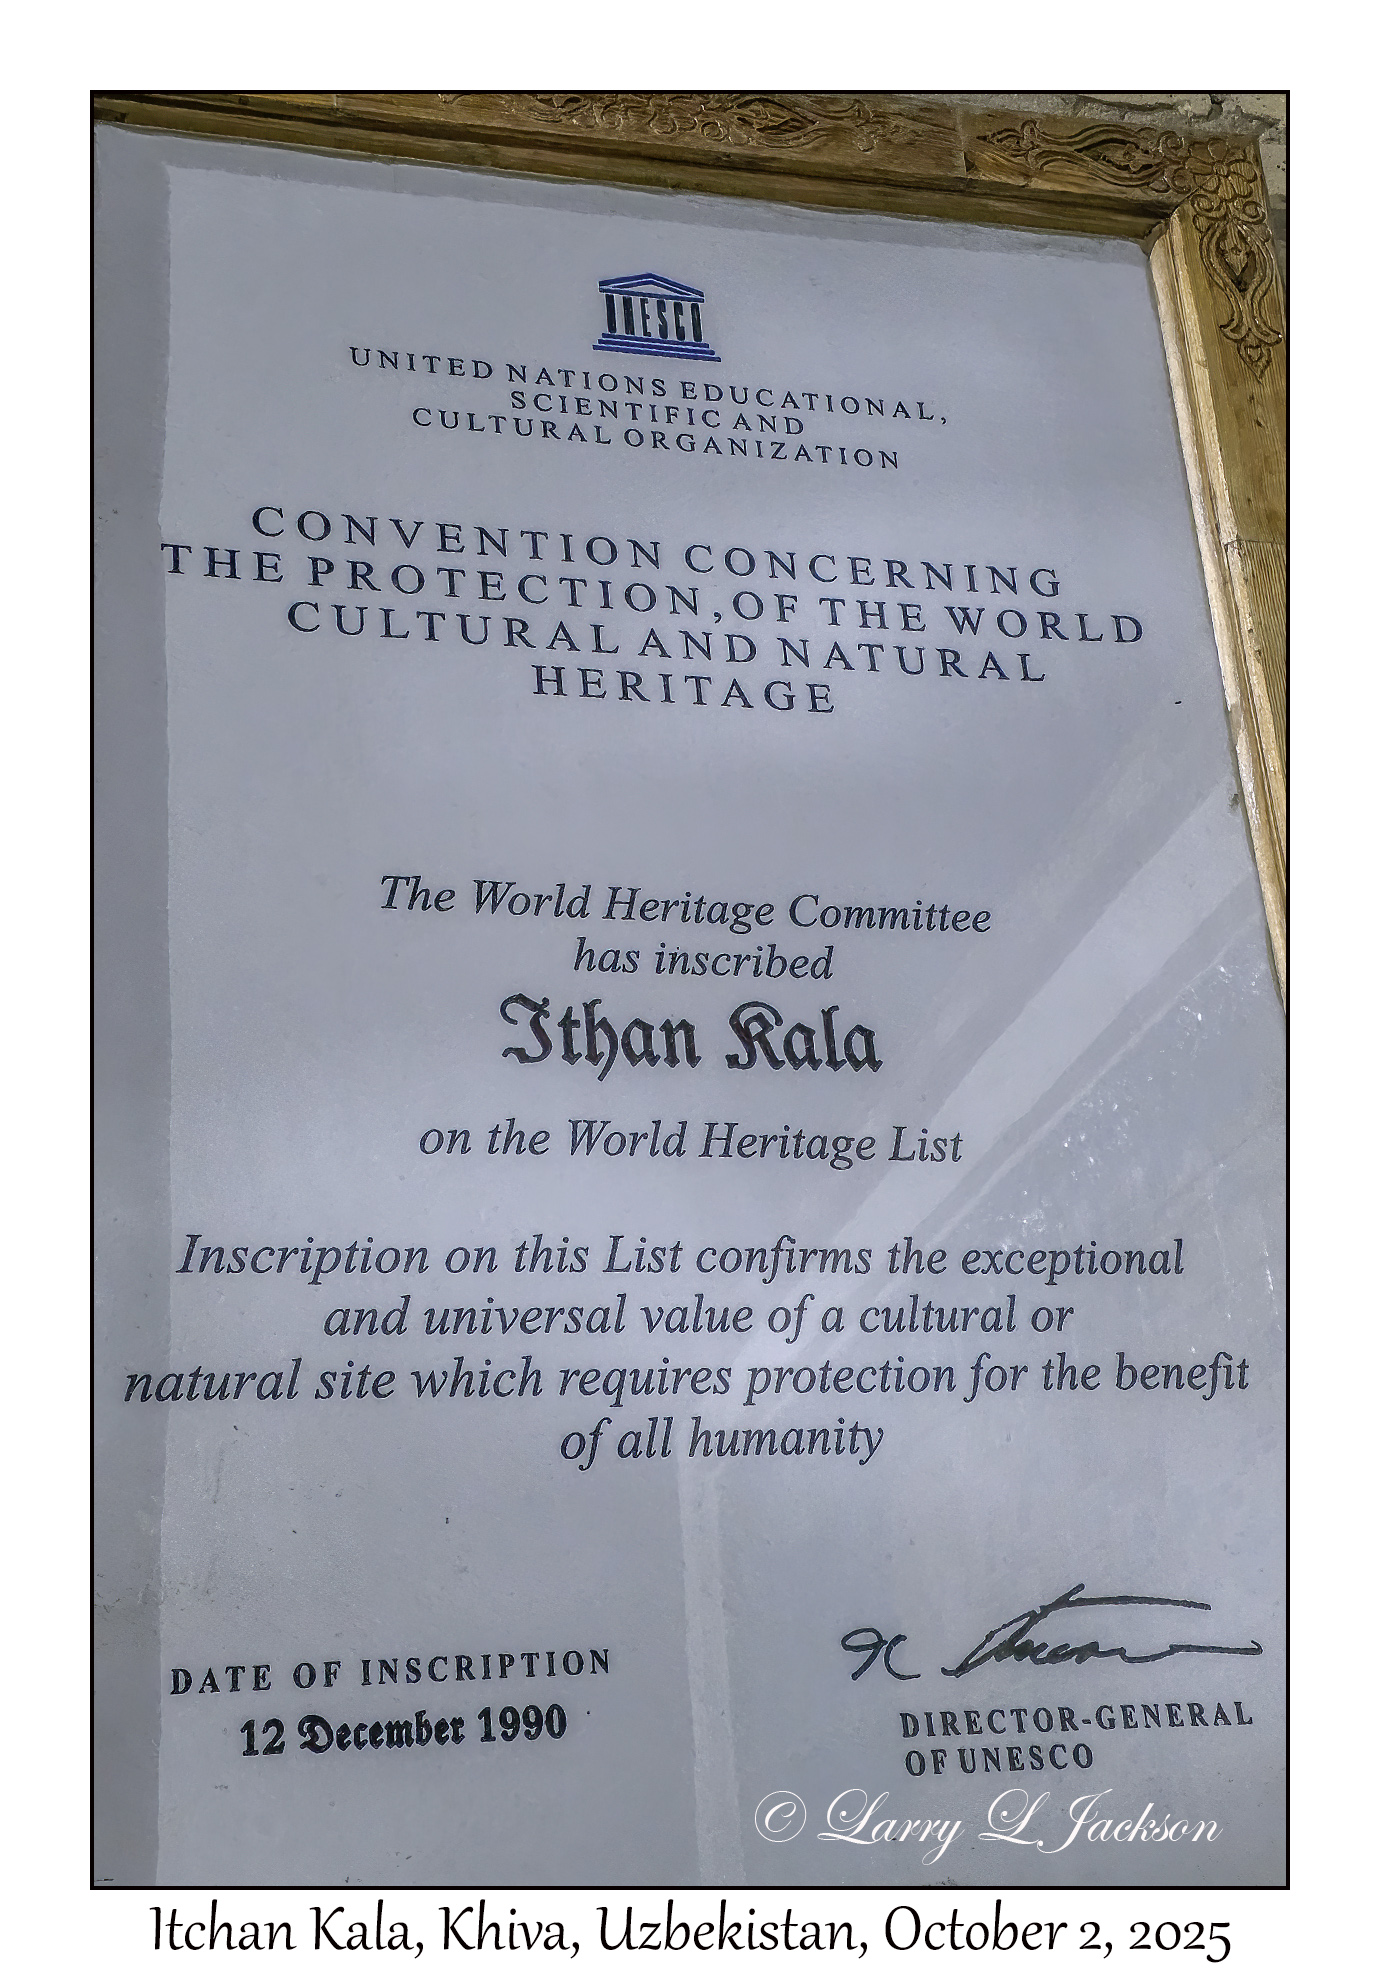 UNESCO
UNITED NATIONS EDUCATIONAL,
SCIENTIFIC AND
CULTURAL ORGANIZATION
CONVENTION CONCERNING
THE PROTECTION,OF THE WORLD
CULTURAL AND NATURAL
HERITAGE
The World Heritage Committee
has inscribed
Ithan Kala
on the World Heritage List
Inscription on this List confirms the exceptional
and universal value of a cultural or
natural site which requires protection for the benefit
of all humanity
DATE OF INSCRIPTION
12 December 1990
DIRECTOR-GENERAL
OF UNESCO
© Larry L Jackson
Itchan Kala, Khiva, Uzbekistan, October 2, 2025